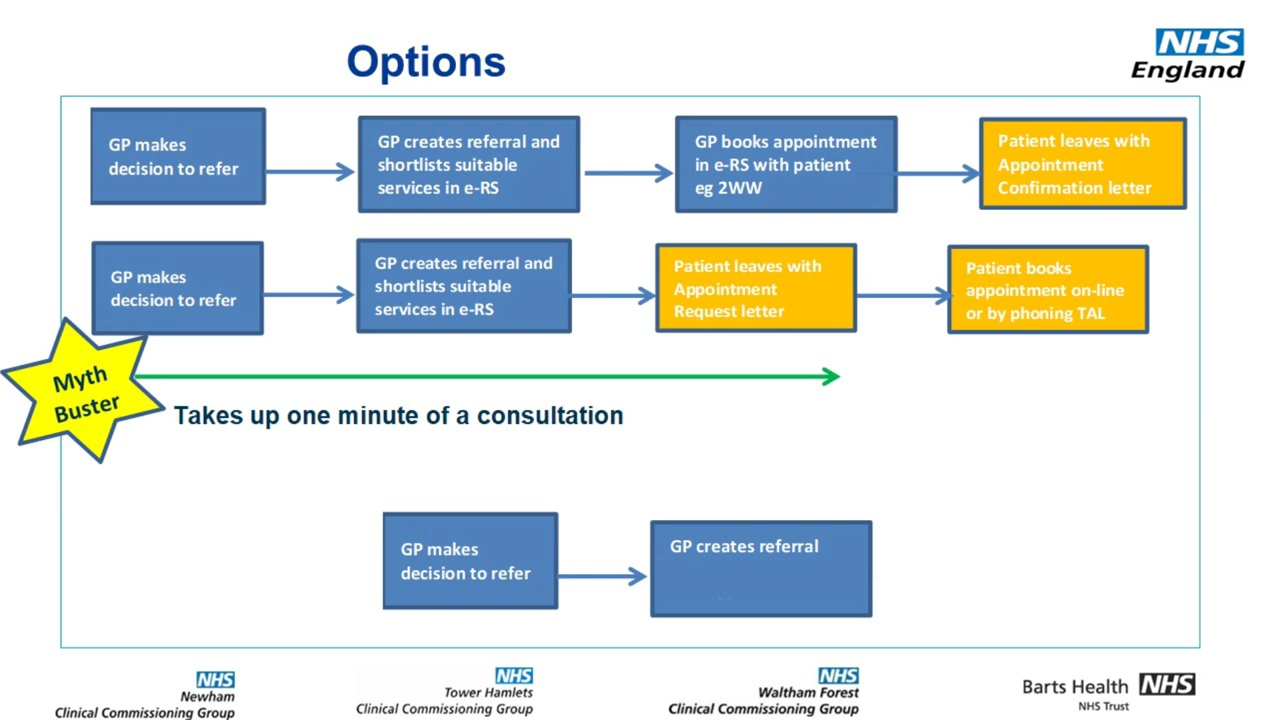 Options
NHS
England
GP makes
decision to refer
GP creates referral and
shortlists suitable
services in e-RS
GP books appointment
in e-RS with patient
eg 2WW
Patient leaves with
Appointment
Confirmation letter
GP makes
decision to refer
GP creates referral and
shortlists suitable
services in e-RS
Patient leaves with
Appointment
Request letter
Patient books
appointment on-line
or by phoning TAL
Myth
Buster
Takes up one minute of a consultation
GP makes
decision to refer
GP creates referral
NHS
Newham
Clinical Commissioning Group
NHS
Tower Hamlets
Clinical Commissioning Group
NHS
Waltham Forest
Clinical Commissioning Group
Barts Health NHS
NHS Trust